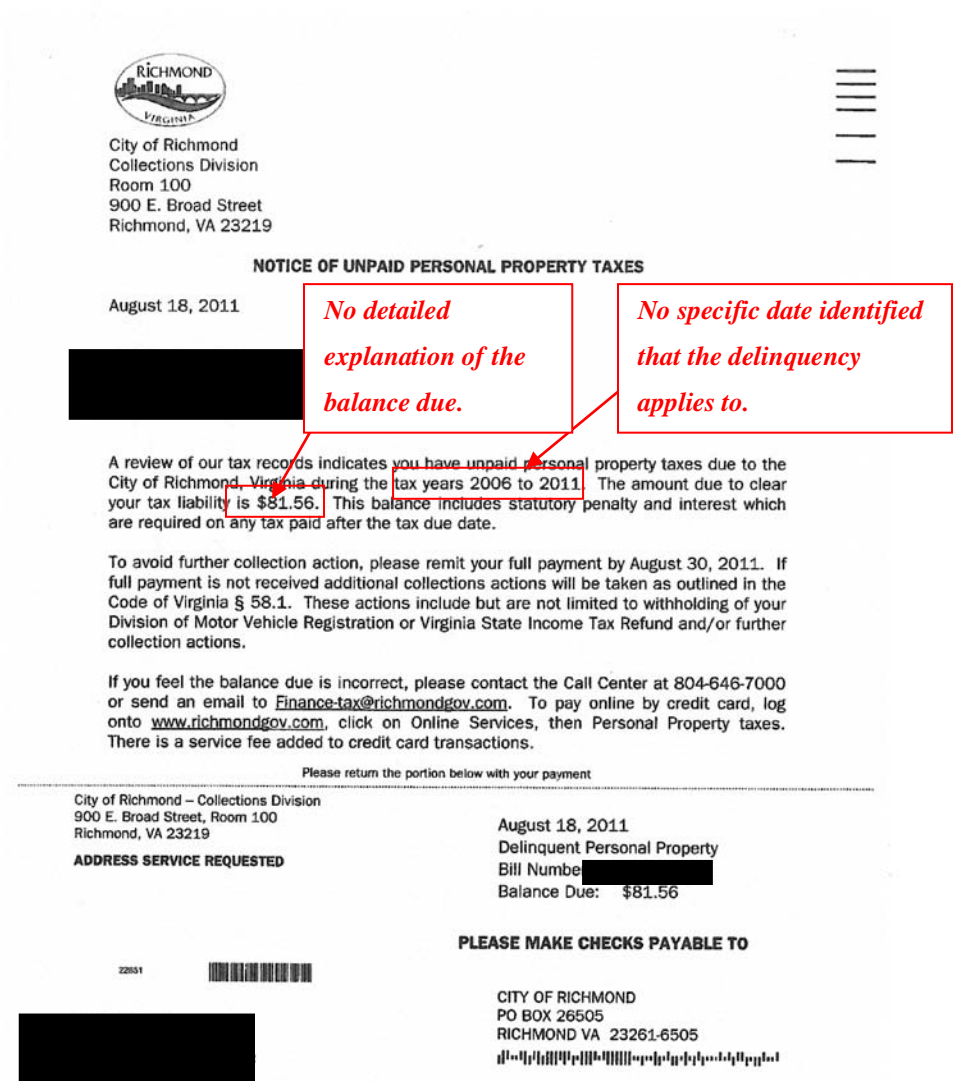 RICHMOND
VIRGINIA
City of Richmond
Collections Division
Room 100
900 E. Broad Street
Richmond, VA 23219
NOTICE OF UNPAID PERSONAL PROPERTY TAXES
August 18, 2011
No detailed
explanation of the
balance due.
No specific date identified
that the delinquency
applies to.
A review of our tax records indicates you have unpaid personal property taxes due to the
City of Richmond, Virginia during the tax years 2006 to 2011. The amount due to clear
your tax liability is $81.56. This balance includes statutory penalty and interest which
are required on any tax paid after the tax due date.
To avoid further collection action, please remit your full payment by August 30, 2011. If
full payment is not received additional collections actions will be taken as outlined in the
Code of Virginia § 58.1. These actions include but are not limited to withholding of your
Division of Motor Vehicle Registration or Virginia State Income Tax Refund and/or further
collection actions.
If you feel the balance due is incorrect, please contact the Call Center at 804-646-7000
or send an email to Finance-tax@richmondgov.com. To pay online by credit card, log
onto www.richmondgov.com, click on Online Services, then Personal Property taxes.
There is a service fee added to credit card transactions.
Please return the portion below with your payment
City of Richmond – Collections Division
900 E. Broad Street, Room 100
Richmond, VA 23219
ADDRESS SERVICE REQUESTED
August 18, 2011
Delinquent Personal Property
Bill Numbe
Balance Due: $81.56
PLEASE MAKE CHECKS PAYABLE TO
22851
CITY OF RICHMOND
PO BOX 26505
RICHMOND VA 23261-6505